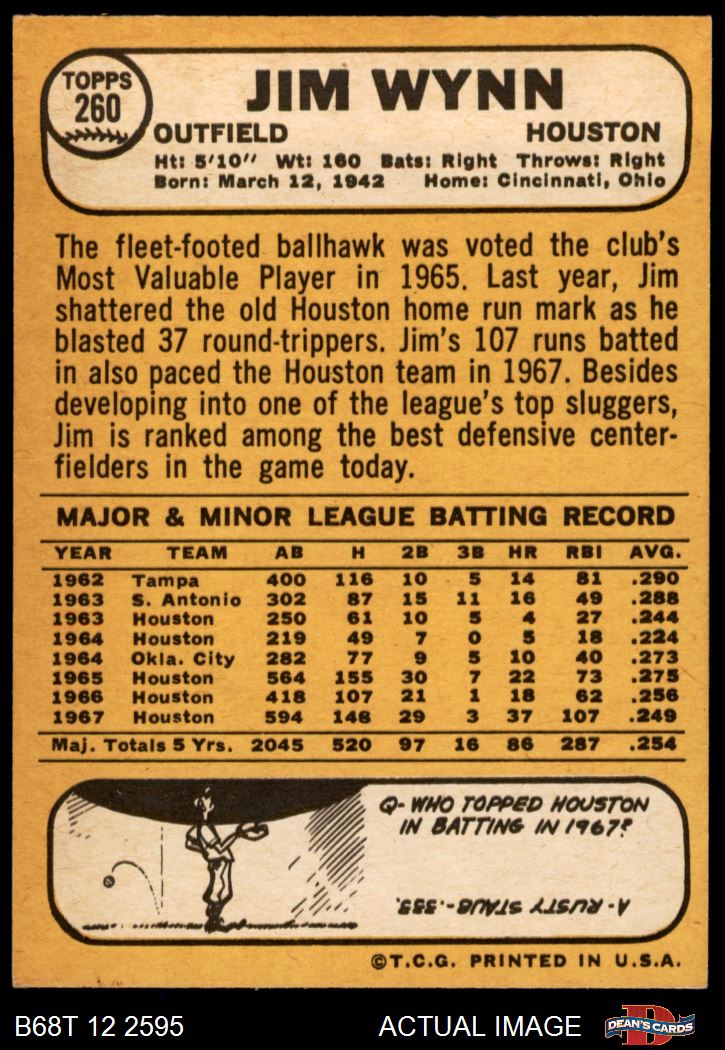 TOPPS
260
JIM WYNN
OUTFIELD HOUSTON
Ht: 5'10" Wt: 160 Bats: Right Throws: Right
Born: March 12, 1942 Home: Cincinnati, Ohio
The fleet-footed ballhawk was voted the club's
Most Valuable Player in 1965. Last year, Jim
shattered the old Houston home run mark as he
blasted 37 round-trippers. Jim's 107 runs batted
in also paced the Houston team in 1967. Besides
developing into one of the league's top sluggers,
Jim is ranked among the best defensive center-
fielders in the game today.
MAJOR & MINOR LEAGUE BATTING RECORD
YEAR TEAM AB H 2B 3B HR RBI AVG.
1962 Tampa 400 116 10 5 14 81 .290
1963 S. Antonio 302 87 15 11 16 49 .288
1963 Houston 250 61 10 5 4 27 .244
1964 Houston 219 49 7 0 5 18 .224
1964 Okla. City 282 77 9 5 10 40 .273
1965 Houston 564 155 30 7 22 73 .275
1966 Houston 418 107 21 1 18 62 .256
1967 Houston 594 148 29 3 37 107 .249
Maj. Totals 5 Yrs. 2045 520 97 16 86 287 .254
Q- WHO TOPPED HOUSTON
IN BATTING IN 1967?
A- RUSTY STAUB-.333.
©T.C.G. PRINTED IN U.S.A.
B68T 12 2595 ACTUAL IMAGE DEAN'S CARDS